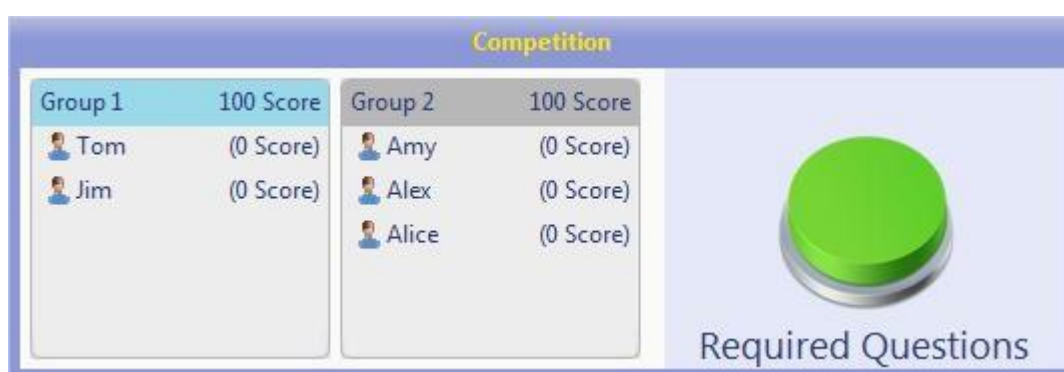 Competition
Group 1 100 Score
Tom (0 Score)
Jim (0 Score)
Group 2 100 Score
Amy (0 Score)
Alex (0 Score)
Alice (0 Score)
Required Questions